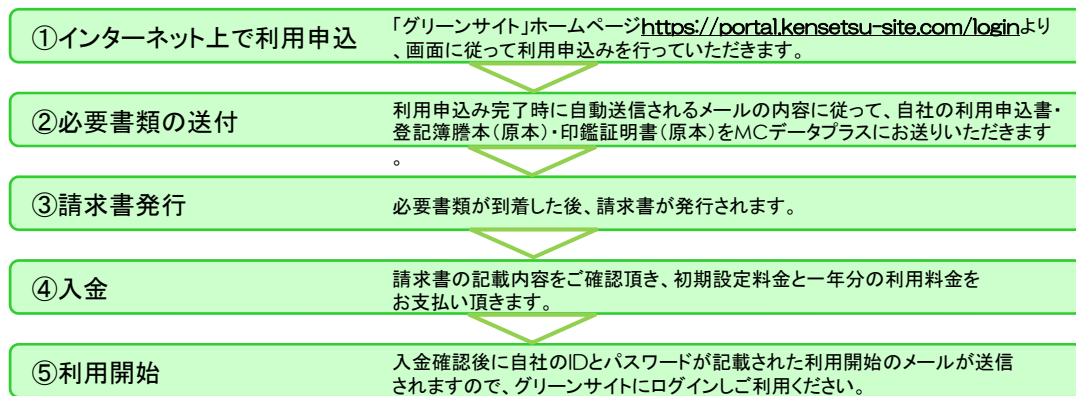 ①インターネット上で利用申込
「グリーンサイト」ホームページhttps://portal.kensetsu-site.com/loginより
、画面に従って利用申込みを行っていただきます。
②必要書類の送付
利用申込み完了時に自動送信されるメールの内容に従って、自社の利用申込書・
登記簿謄本(原本)・印鑑証明書(原本)をMCデータプラスにお送りいただきます
。
③請求書発行
必要書類が到着した後、請求書が発行されます。
④入金
請求書の記載内容をご確認頂き、初期設定料金と一年分の利用料金を
お支払い頂きます。
⑤利用開始
入金確認後に自社のIDとパスワードが記載された利用開始のメールが送信
されますので、グリーンサイトにログインしご利用ください。